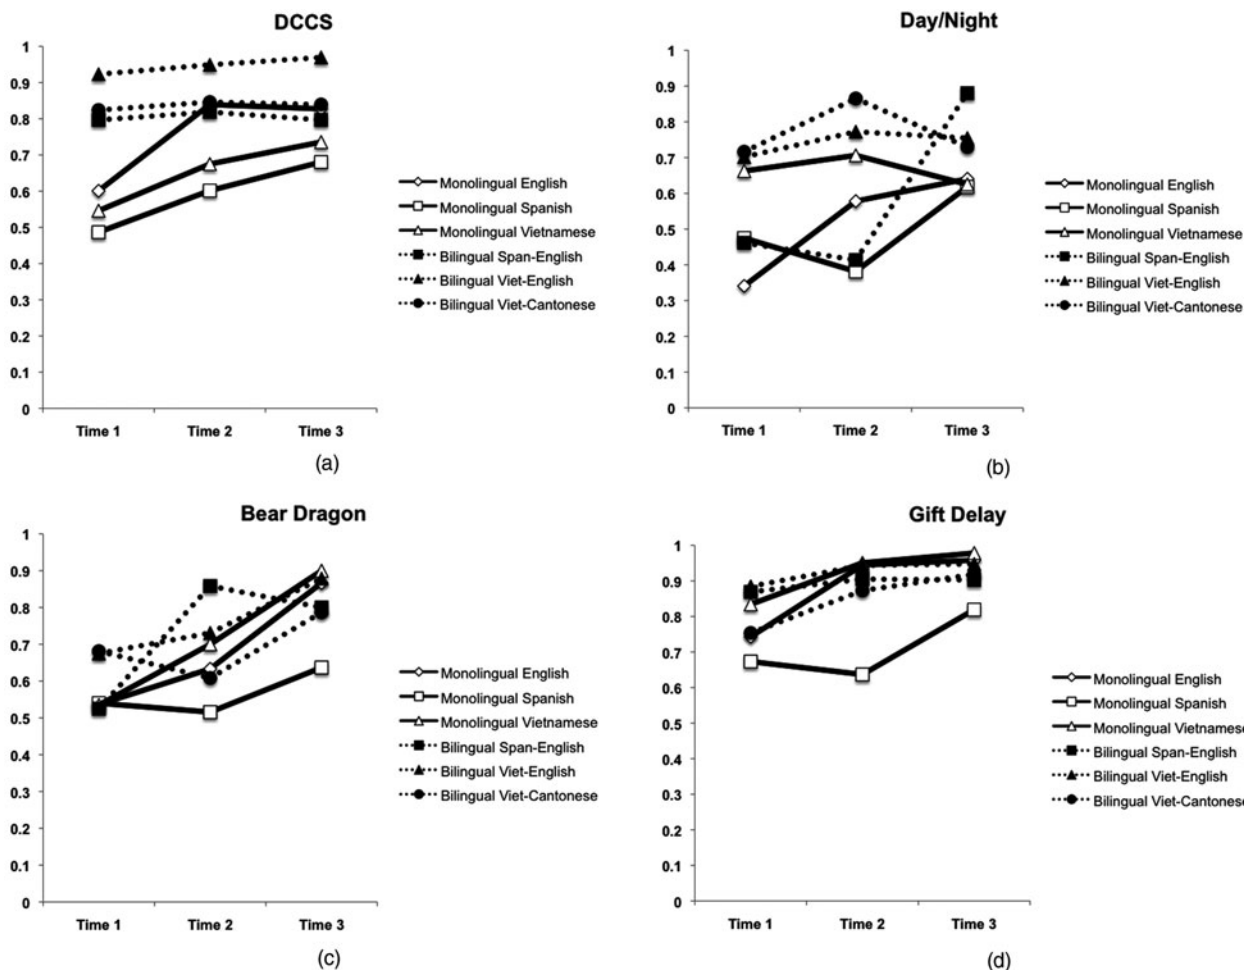 DCCS
1
0.9
0.8
0.7
0.6
0.5
0.4
0.3
0.2
0.1
0
Time 1 Time 2 Time 3
Monolingual English
Monolingual Spanish
Monolingual Vietnamese
Bilingual Span-English
Bilingual Viet-English
Bilingual Viet-Cantonese
(a)
Day/Night
1
0.9
0.8
0.7
0.6
0.5
0.4
0.3
0.2
0.1
0
Time 1 Time 2 Time 3
Monolingual English
Monolingual Spanish
Monolingual Vietnamese
Bilingual Span-English
Bilingual Viet-English
Bilingual Viet-Cantonese
(b)
Bear Dragon
1
0.9
0.8
0.7
0.6
0.5
0.4
0.3
0.2
0.1
0
Time 1 Time 2 Time 3
Monolingual English
Monolingual Spanish
Monolingual Vietnamese
Bilingual Span-English
Bilingual Viet-English
Bilingual Viet-Cantonese
(c)
Gift Delay
1
0.9
0.8
0.7
0.6
0.5
0.4
0.3
0.2
0.1
0
Time 1 Time 2 Time 3
Monolingual English
Monolingual Spanish
Monolingual Vietnamese
Bilingual Span-English
Bilingual Viet-English
Bilingual Viet-Cantonese
(d)